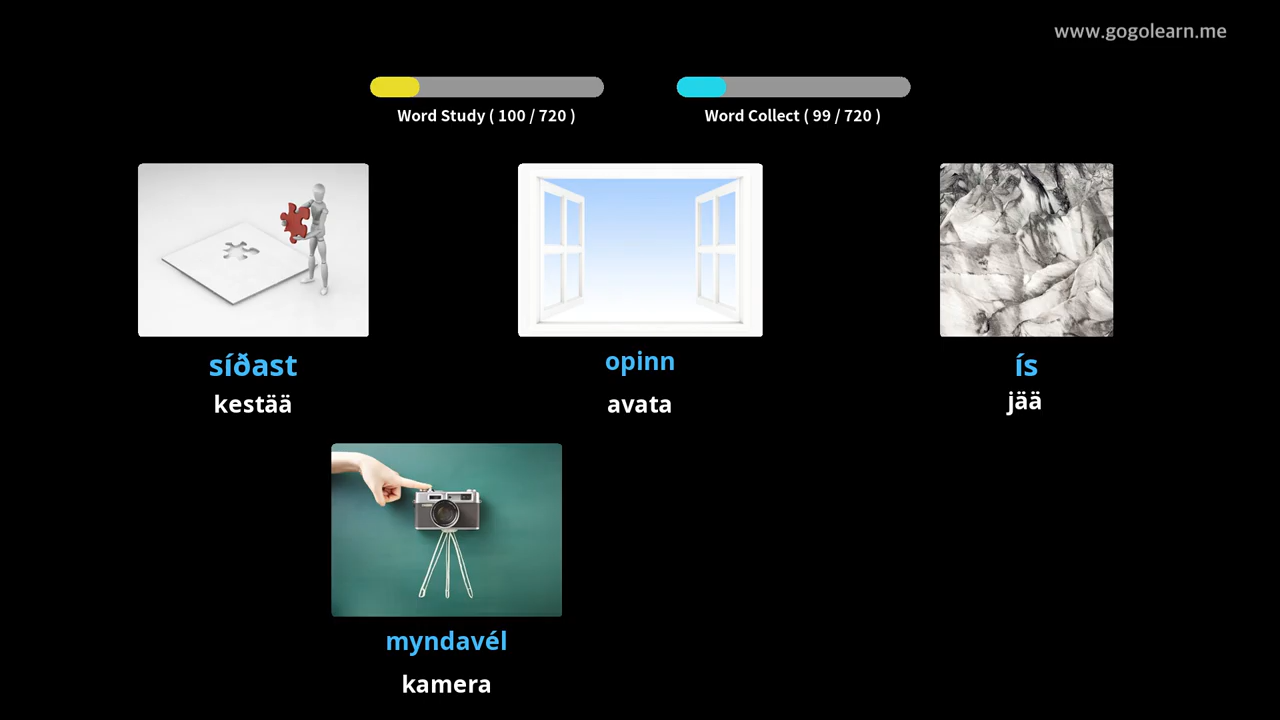 www.gogolearn.me
Word Study ( 100 / 720 )
Word Collect ( 99 / 720 )
síðast
kestää
opinn
avata
ís
jää
myndavél
kamera